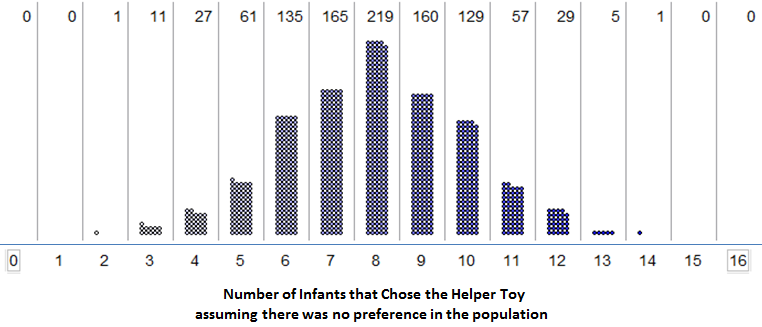 0 0 1 11 27 61 135 165 219 160 129 57 29 5 1 0 0
0 1 2 3 4 5 6 7 8 9 10 11 12 13 14 15 16
Number of Infants that Chose the Helper Toy
assuming there was no preference in the population